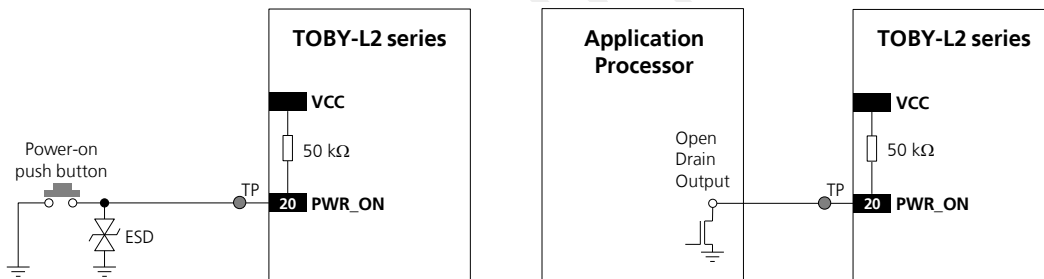 TOBY-L2 series
VCC
50 kΩ
Power-on
push button
TP
20 PWR_ON
ESD
Application
Processor
Open
Drain
Output
TP
TOBY-L2 series
VCC
50 kΩ
20 PWR_ON